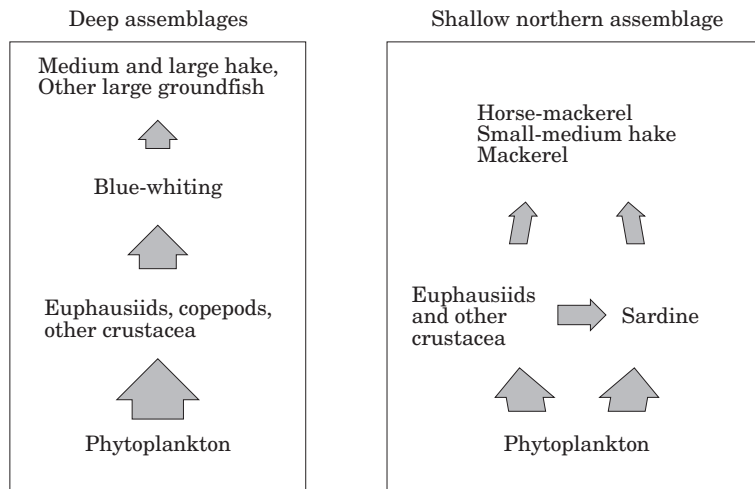 Deep assemblages
Medium and large hake,
Other large groundfish
Blue-whiting
Euphausiids, copepods,
other crustacea
Phytoplankton
Shallow northern assemblage
Horse-mackerel
Small-medium hake
Mackerel
Euphausiids
and other
crustacea
Sardine
Phytoplankton